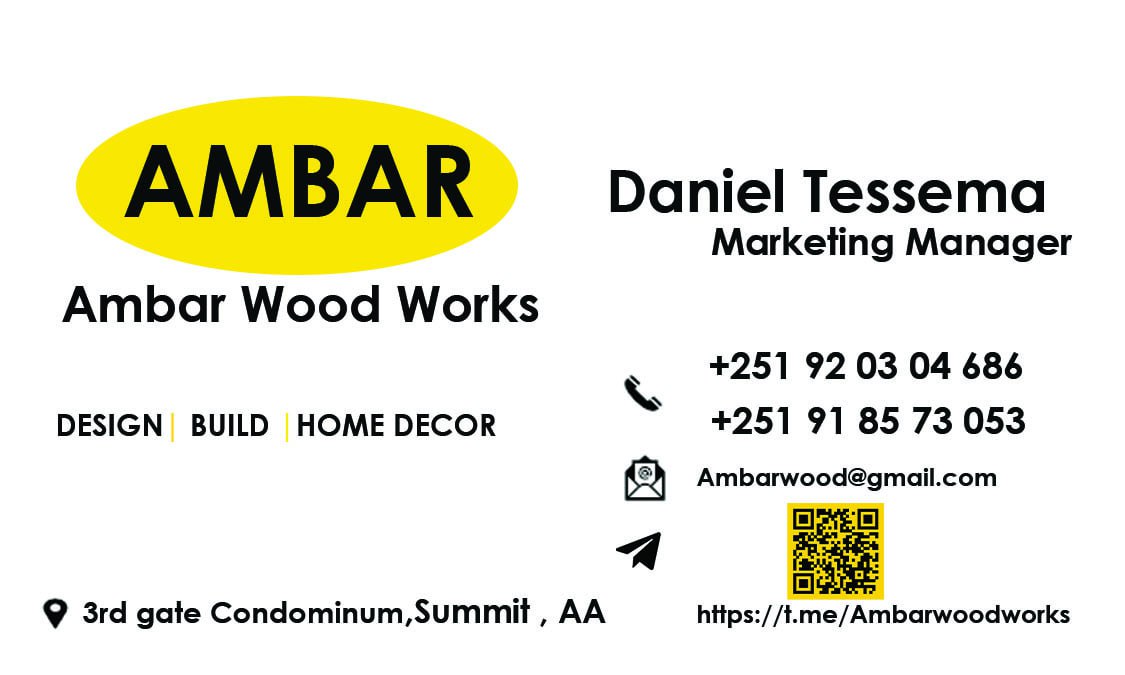 AMBAR
Ambar Wood Works
DESIGN| BUILD |HOME DECOR
3rd gate Condominum,Summit , AA
Daniel Tessema
Marketing Manager
+251 92 03 04 686
+251 91 85 73 053
Ambarwood@gmail.com
https://t.me/Ambarwoodworks